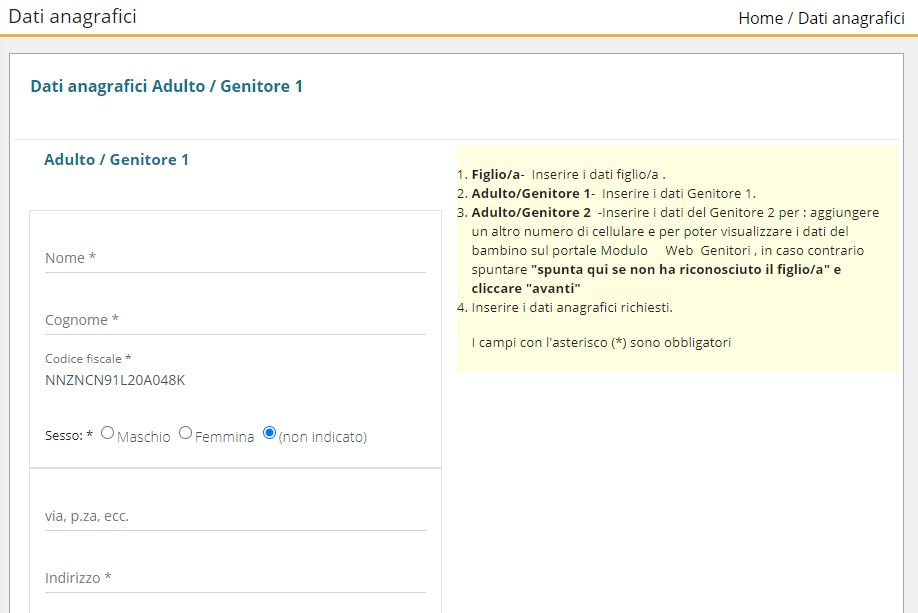 Dati anagrafici
Home / Dati anagrafici
Dati anagrafici Adulto / Genitore 1
Adulto / Genitore 1
Nome *
Cognome *
Codice fiscale *
NNZNCN91L20A048K
Sesso: * Maschio Femmina (non indicato)
via, p.za, ecc.
Indirizzo *
1. Figlio/a- Inserire i dati figlio/a .
2. Adulto/Genitore 1- Inserire i dati Genitore 1.
3. Adulto/Genitore 2 -Inserire i dati del Genitore 2 per : aggiungere
un altro numero di cellulare e per poter visualizzare i dati del
bambino sul portale Modulo Web Genitori , in caso contrario
spuntare "spunta qui se non ha riconosciuto il figlio/a" e
cliccare "avanti"
4. Inserire i dati anagrafici richiesti.
I campi con l'asterisco (*) sono obbligatori